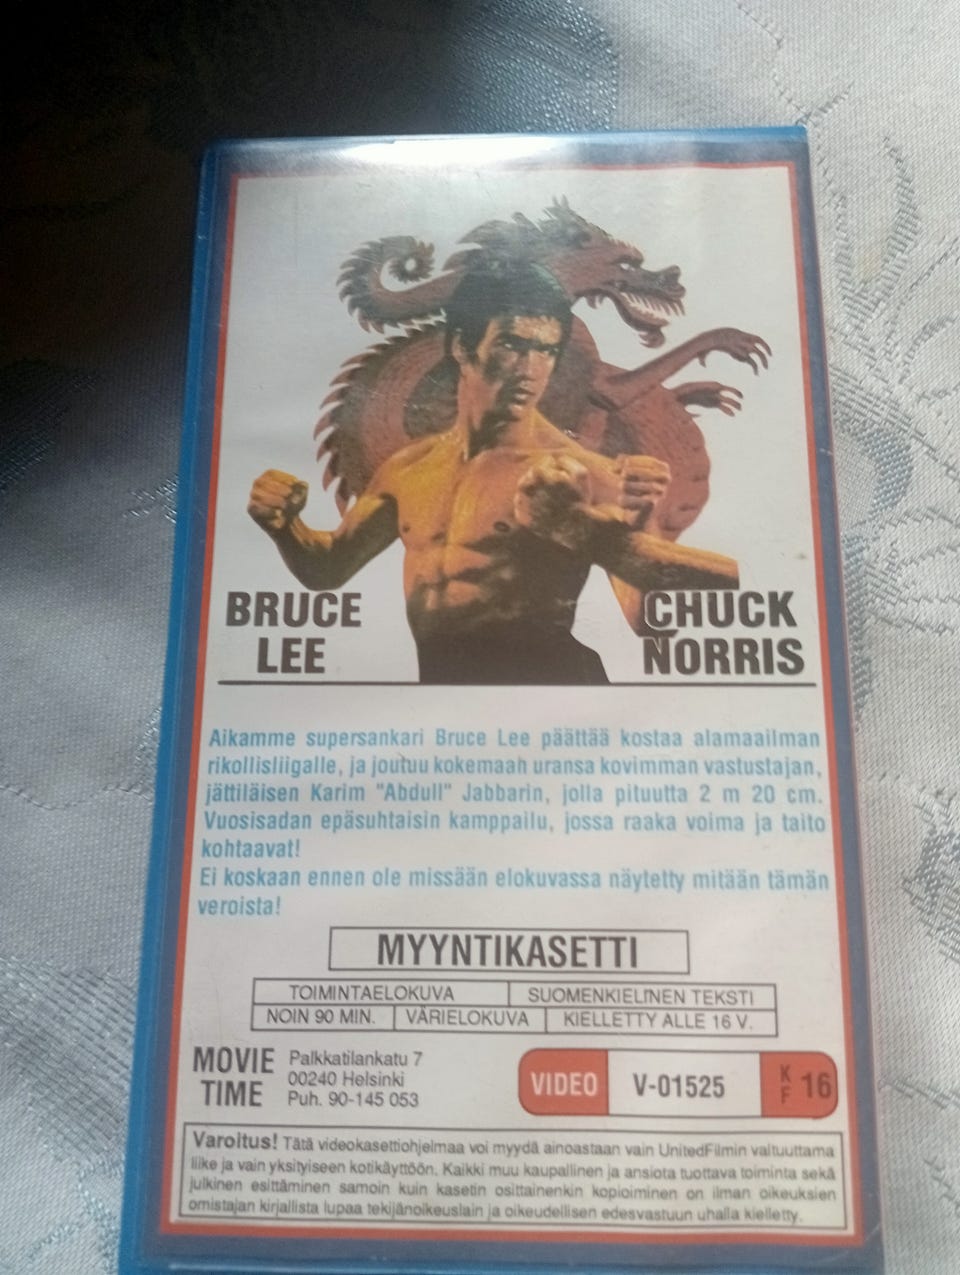 BRUCE
LEE
CHUCK
NORRIS
Aikamme supersankari Bruce Lee päättää kostaa alamaailman
rikollisliigalle, ja joutuu kokemaah uransa kovimman vastustajan,
jättiläisen Karim "Abdull" Jabbarin, jolla pituutta 2 m 20 cm.
Vuosisadan epäsuhtaisin kamppailu, jossa raaka voima ja taito
kohtaavat!
Ei koskaan ennen ole missään elokuvassa näytetty mitään tämän
veroista!
MYYNTIKASETTI
TOIMINTAELOKUVA SUOMENKIELINEN TEKSTI
NOIN 90 MIN. VÄRIELOKUVA KIELLETTY ALLE 16 V.
MOVIE
TIME
Palkkatilankatu 7
00240 Helsinki
Puh. 90-145 053
VIDEO V-01525 KF 16
Varoitus! Tätä videokasettiohjelmaa voi myydä ainoastaan vain UnitedFilmin valtuuttama
liike ja vain yksityiseen kotikäyttöön. Kaikki muu kaupallinen ja ansiota tuottava toiminta sekä
julkinen esittäminen samoin kuin kasetin osittainenkin kopioiminen on ilman oikeuksien
omistajan kirjallista lupaa tekijänoikeuslain ja oikeudellisen edesvastuun uhalla kielletty.